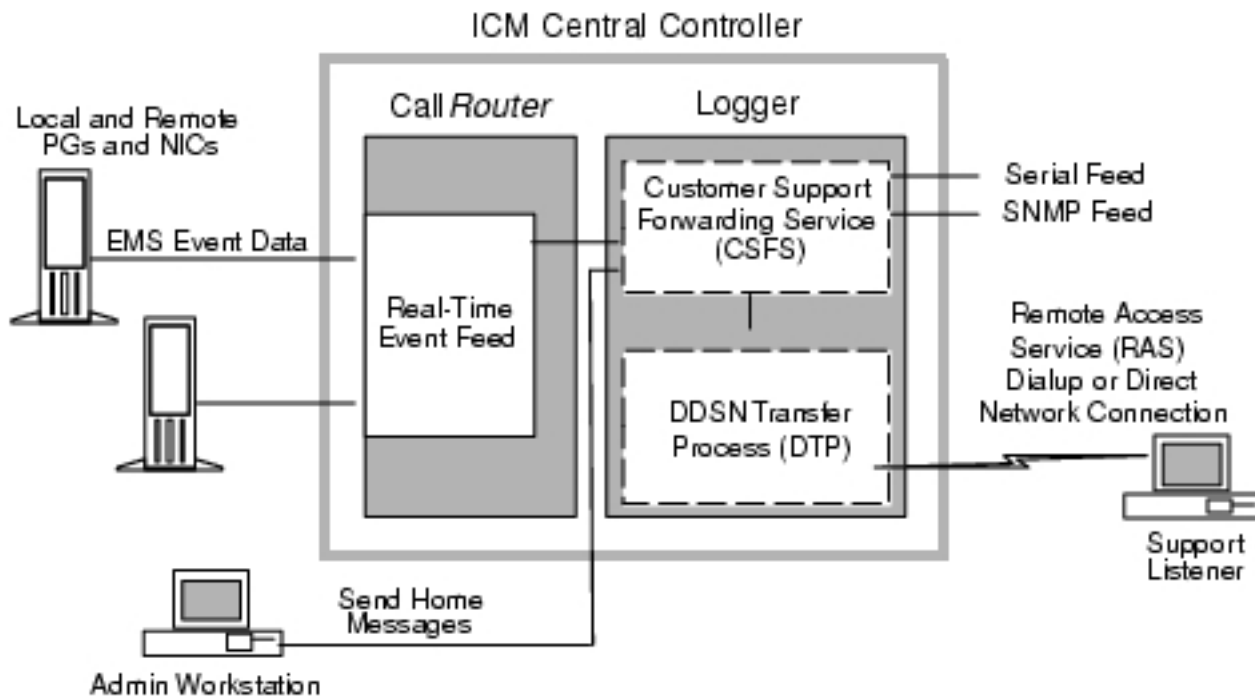 ICM Central Controller
Local and Remote
PGs and NICs
Call Router
Logger
EMS Event Data
Real-Time
Event Feed
Customer Support
Forwarding Service
(CSFS)
Serial Feed
SNMP Feed
DDSN Transfer
Process (DTP)
Remote Access
Service (RAS)
Dialup or Direct
Network Connection
Support
Listener
Send Home
Messages
Admin Workstation